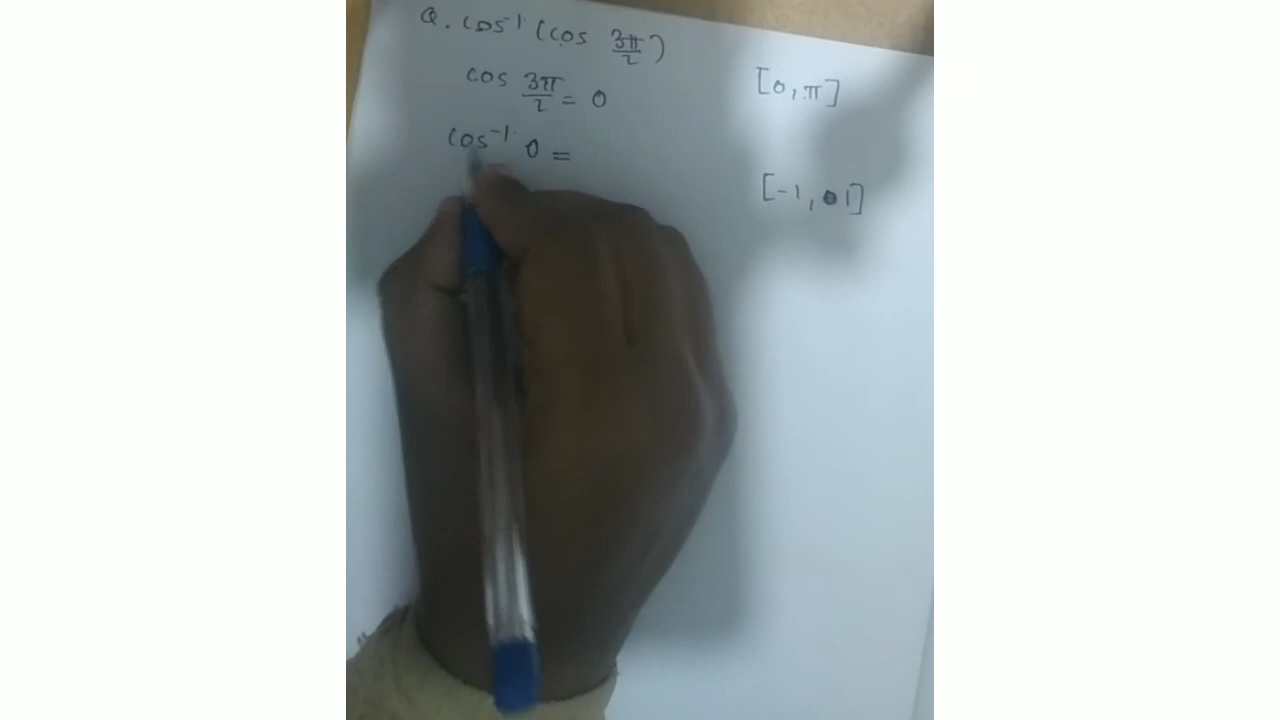 Q. cos⁻¹ (cos 3π/2)
cos 3π/2 = 0
[0, π]
cos⁻¹ 0 =
[-1, 1]